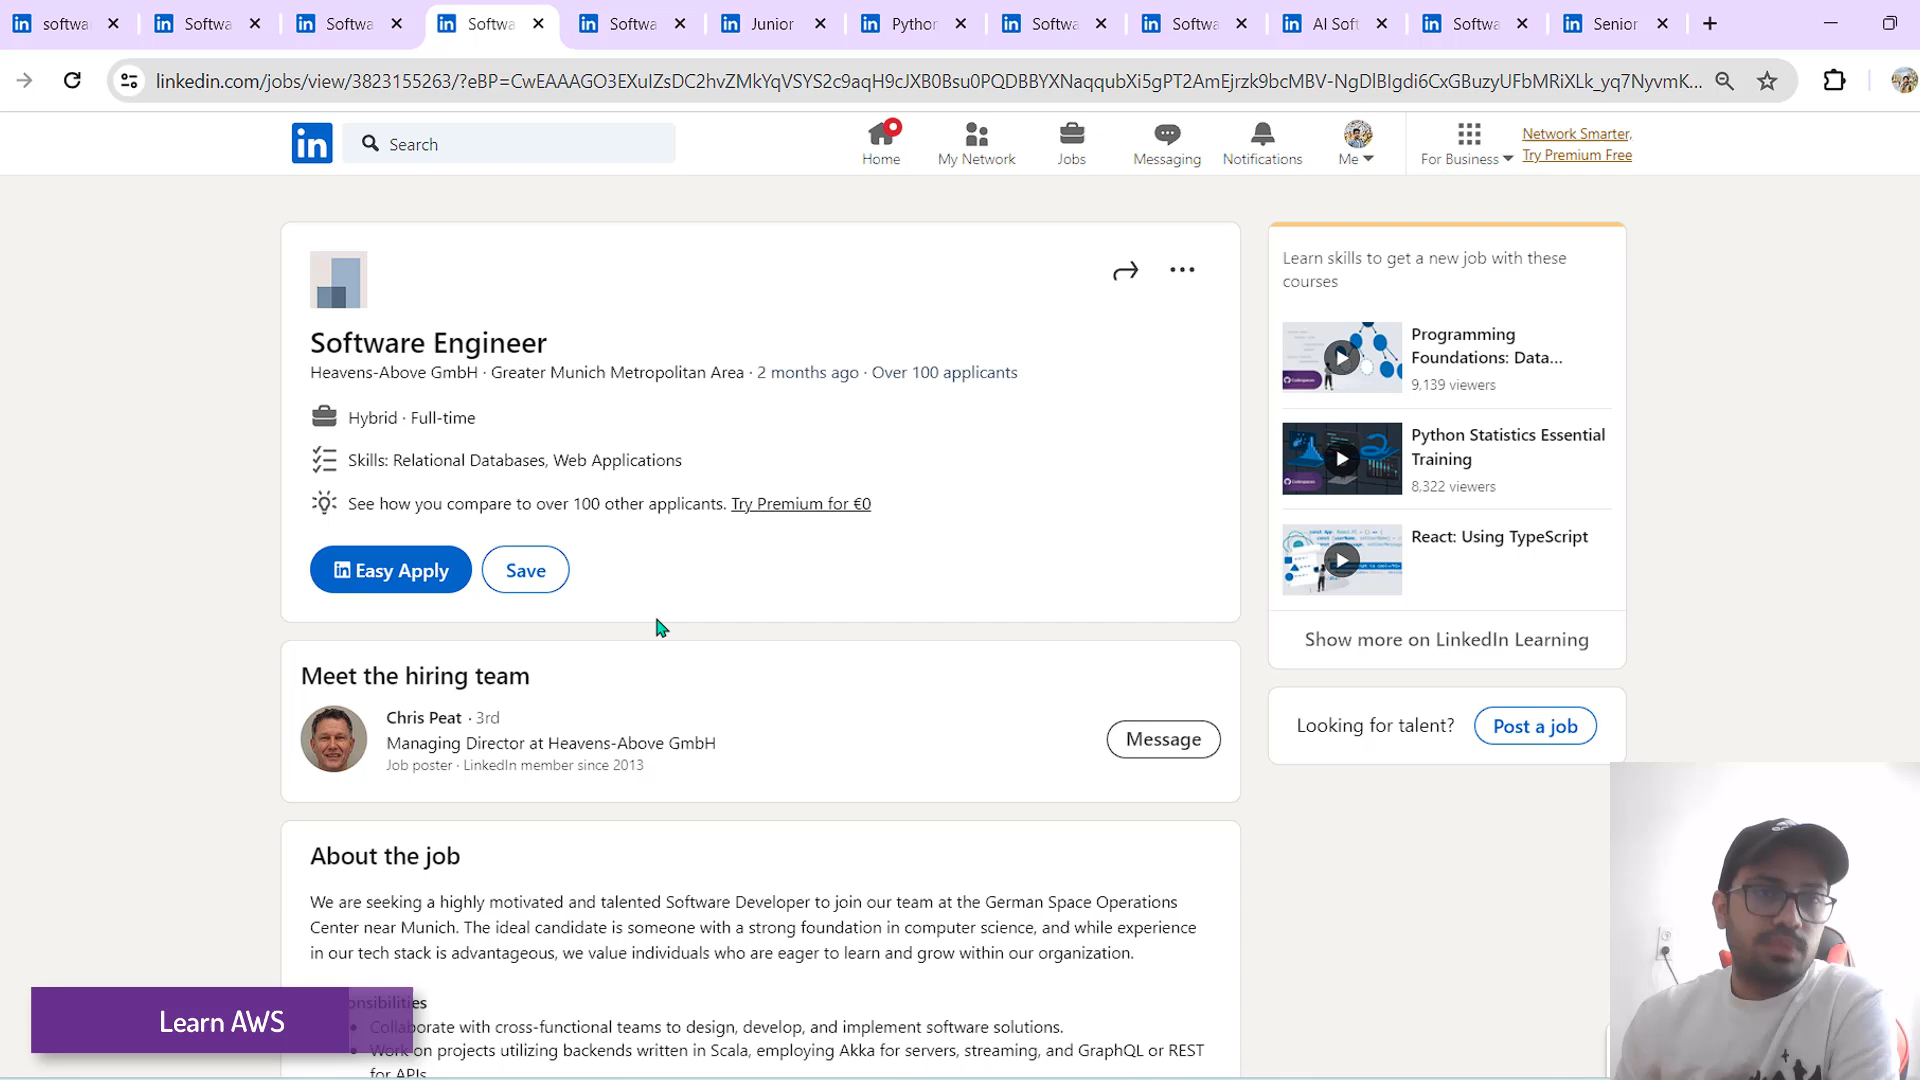 softwa
Softwa
Softwa
Softwa
Softwa
Junior
Python
Softwa
Softwa
AI Soft
Softwa
Senior
linkedin.com/jobs/view/3823155263/?eBP=CwEAAAGO3EXuIZsDC2hvZMkYqVSYS2c9aqH9cJXB0Bsu0PQDBBYXNaqqubXi5gPT2AmEjrzk9bcMBV-NgDlBIgdi6CxGBuzyUFbMRiXLk_yq7NyvmK...
in
Search
Home
My Network
Jobs
Messaging
Notifications
Me
For Business
Network Smarter,
Try Premium Free
Software Engineer
Heavens-Above GmbH · Greater Munich Metropolitan Area · 2 months ago · Over 100 applicants
Hybrid · Full-time
Skills: Relational Databases, Web Applications
See how you compare to over 100 other applicants. Try Premium for €0
Easy Apply
Save
Meet the hiring team
Chris Peat · 3rd
Managing Director at Heavens-Above GmbH
Job poster · LinkedIn member since 2013
Message
About the job
We are seeking a highly motivated and talented Software Developer to join our team at the German Space Operations
Center near Munich. The ideal candidate is someone with a strong foundation in computer science, and while experience
in our tech stack is advantageous, we value individuals who are eager to learn and grow within our organization.
onsibilities
• Collaborate with cross-functional teams to design, develop, and implement software solutions.
• Work on projects utilizing backends written in Scala, employing Akka for servers, streaming, and GraphQL or REST
for APIs
Learn AWS
Learn skills to get a new job with these
courses
Programming
Foundations: Data...
9,139 viewers
Python Statistics Essential
Training
8,322 viewers
React: Using TypeScript
Show more on LinkedIn Learning
Looking for talent?
Post a job